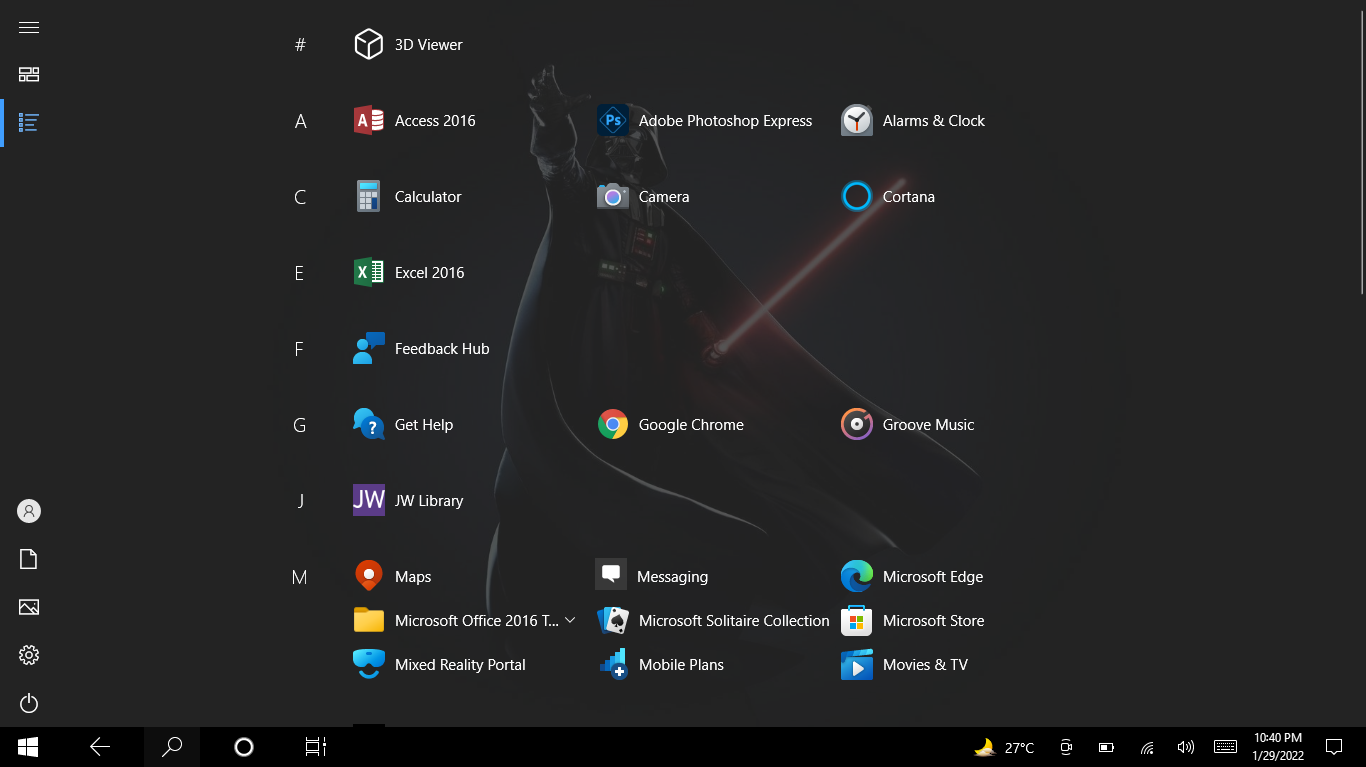 # 3D Viewer
A Access 2016 Adobe Photoshop Express Alarms & Clock
C Calculator Camera Cortana
E Excel 2016
F Feedback Hub
G Get Help Google Chrome Groove Music
J JW JW Library
M Maps Messaging Microsoft Edge
Microsoft Office 2016 T... Microsoft Solitaire Collection Microsoft Store
Mixed Reality Portal Mobile Plans Movies & TV
27°C
10:40 PM
1/29/2022